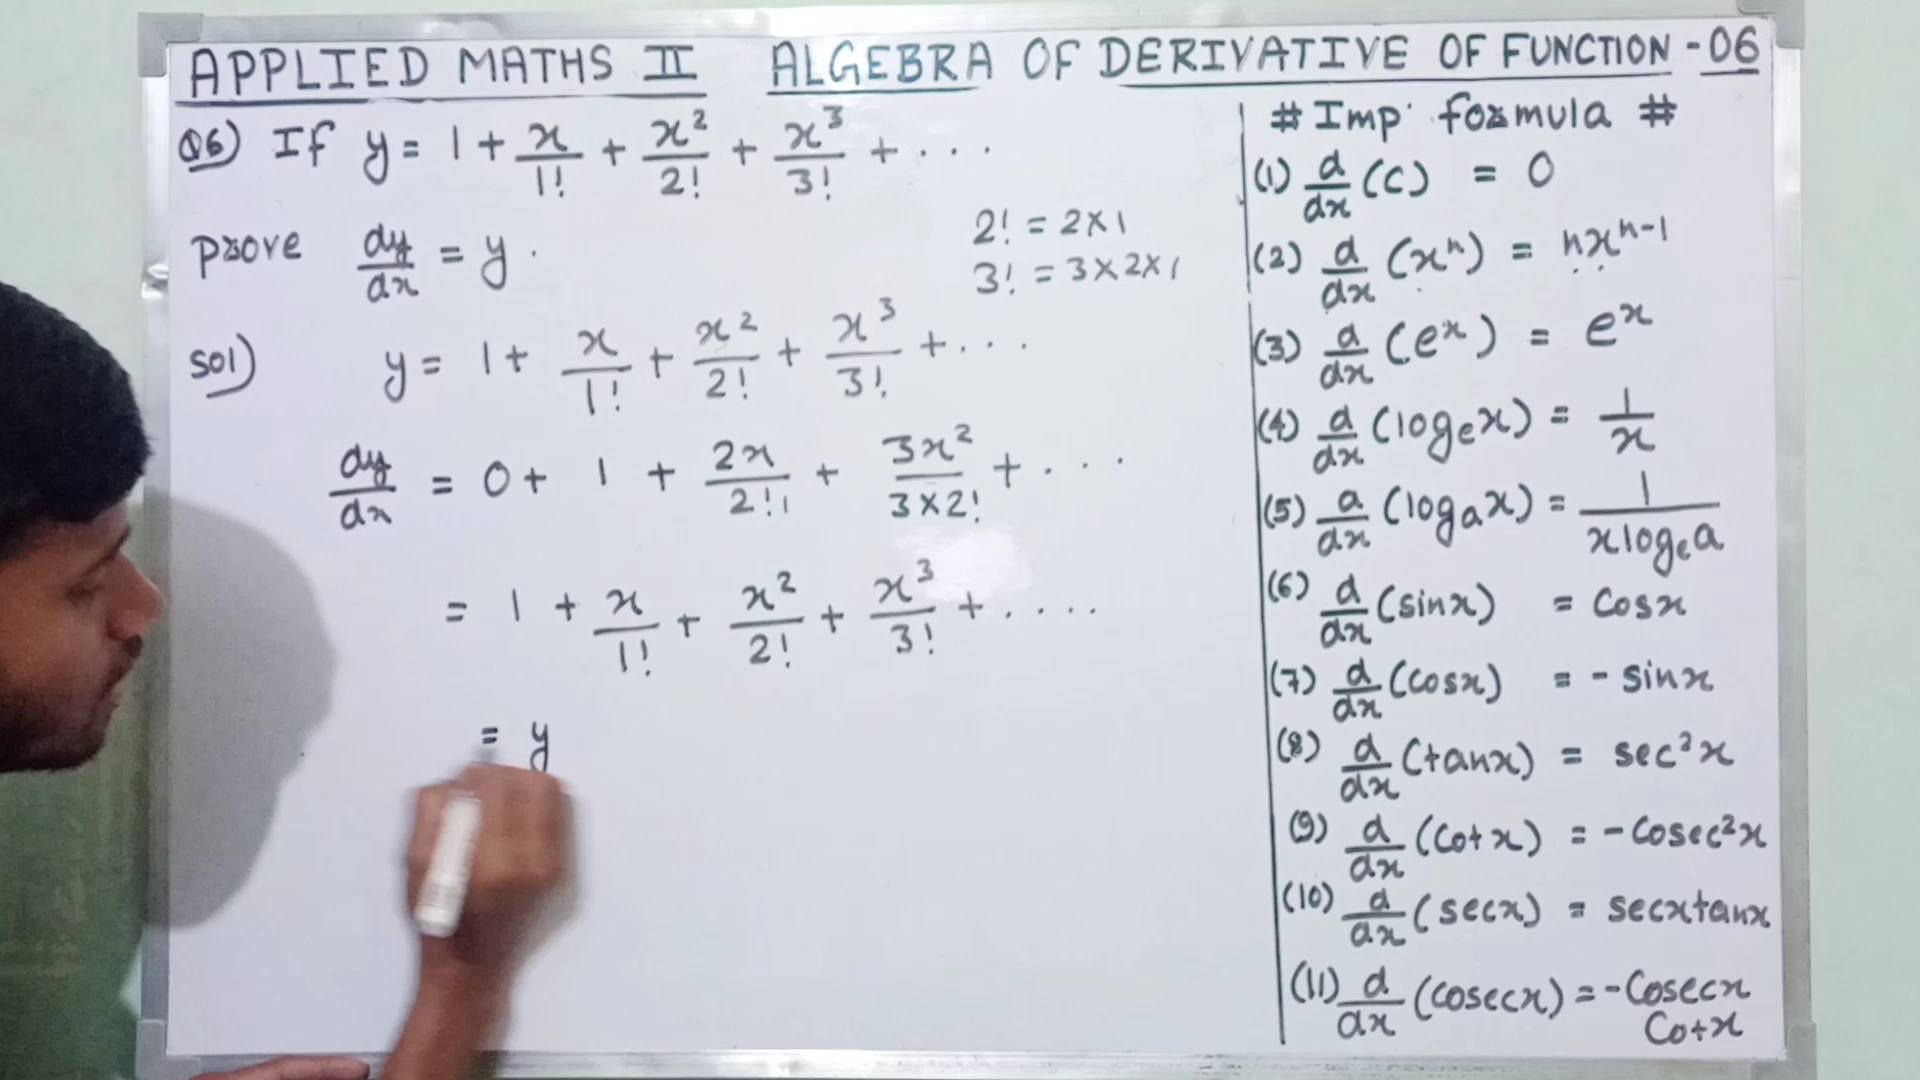 APPLIED MATHS II ALGEBRA OF DERIVATIVE OF FUNCTION - 06
Q6) If y = 1 + x/1! + x²/2! + x³/3! + ...
Prove dy/dx = y .
2! = 2×1
3! = 3×2×1
Sol) y = 1 + x/1! + x²/2! + x³/3! + ...
dy/dx = 0 + 1 + 2x/2! + 3x²/3×2! + ...
= 1 + x/1! + x²/2! + x³/3! + ....
= y
# Imp. formula #
(1) d/dx (c) = 0
(2) d/dx (xⁿ) = nxⁿ⁻¹
(3) d/dx (eˣ) = eˣ
(4) d/dx (logₑx) = 1/x
(5) d/dx (logₐx) = 1/xlogₑa
(6) d/dx (sinx) = cosx
(7) d/dx (cosx) = - sinx
(8) d/dx (tanx) = sec²x
(9) d/dx (cotx) = -cosec²x
(10) d/dx (secx) = secxtanx
(11) d/dx (cosecx) = -cosecx
cotx